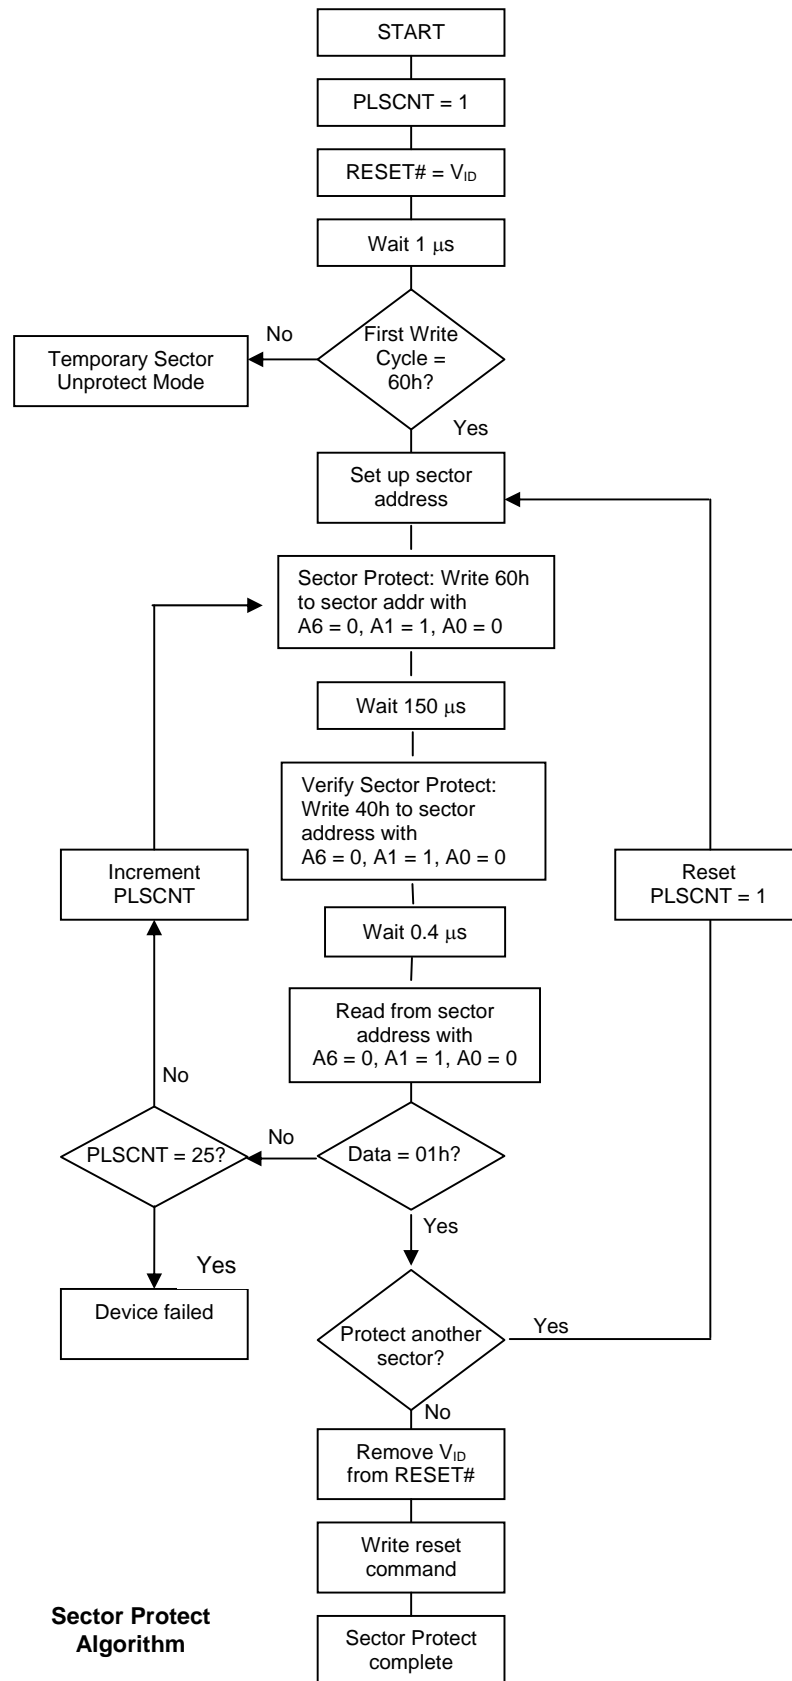 START
PLSCNT = 1
RESET# = VID
Wait 1 μs
First Write
Cycle =
60h?
No
Temporary Sector
Unprotect Mode
Yes
Set up sector
address
Sector Protect: Write 60h
to sector addr with
A6 = 0, A1 = 1, A0 = 0
Wait 150 μs
Verify Sector Protect:
Write 40h to sector
address with
A6 = 0, A1 = 1, A0 = 0
Increment
PLSCNT
Reset
PLSCNT = 1
Wait 0.4 μs
Read from sector
address with
A6 = 0, A1 = 1, A0 = 0
No
PLSCNT = 25?
No
Data = 01h?
Yes
Yes
Device failed
Protect another
sector?
Yes
No
Remove VID
from RESET#
Write reset
command
Sector Protect
Algorithm
Sector Protect
complete